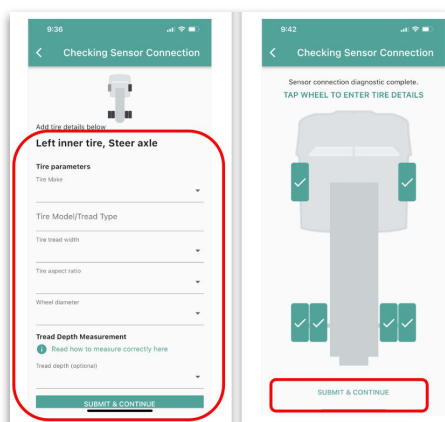 9:36
Checking Sensor Connection
Add tire details below
Left inner tire, Steer axle
Tire parameters
Tire Make
Tire Model/Tread Type
Tire tread width
Tire aspect ratio
Wheel diameter
Tread Depth Measurement
Read how to measure correctly here
Tread depth (optional)
SUBMIT & CONTINUE
9:42
Checking Sensor Connection
Sensor connection diagnostic complete.
TAP WHEEL TO ENTER TIRE DETAILS
SUBMIT & CONTINUE